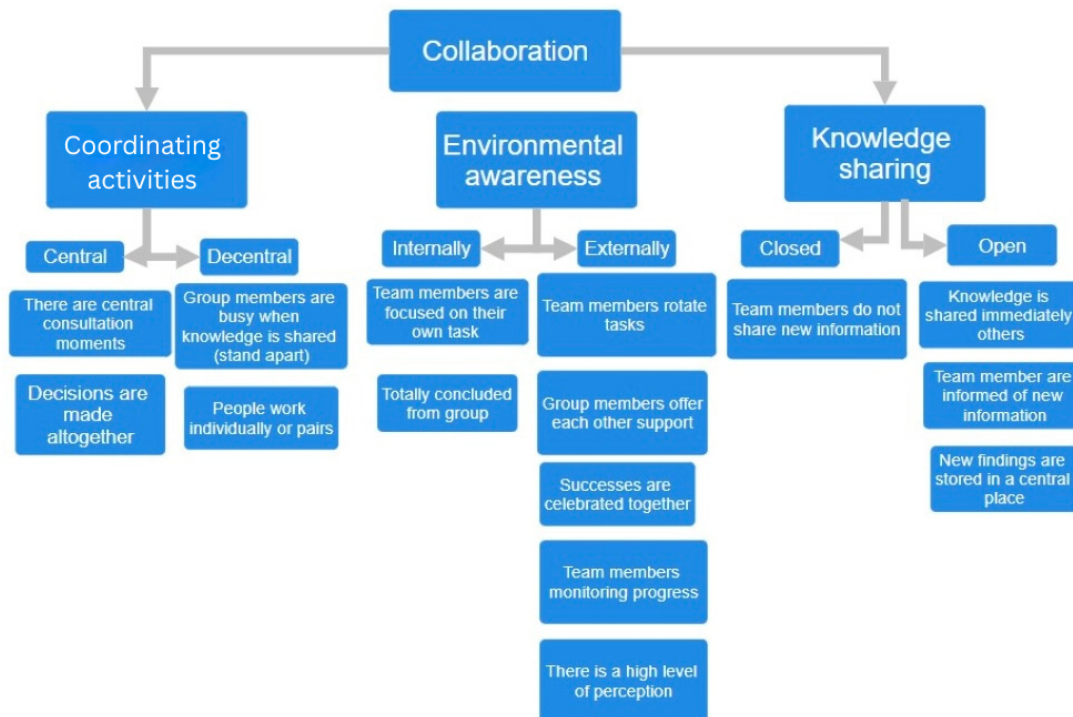 Collaboration
Coordinating
activities
Environmental
awareness
Knowledge
sharing
Central
Decentral
Internally
Externally
Closed
Open
There are central
consultation
moments
Decisions are
made
altogether
Group members are
busy when
knowledge is shared
(stand apart)
People work
individually or pairs
Team members are
focused on their
own task
Totally concluded
from group
Team members rotate
tasks
Group members offer
each other support
Successes are
celebrated together
Team members
monitoring progress
There is a high level
of perception
Team members do not
share new information
Knowledge is
shared immediately
others
Team member are
informed of new
information
New findings are
stored in a central
place